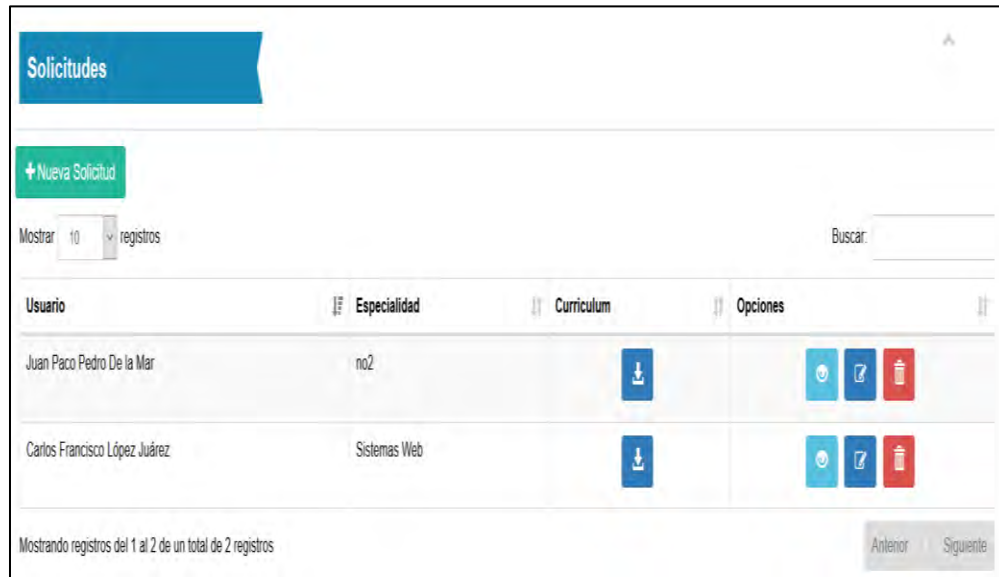 Solicitudes
+Nueva Solicitud
Mostrar 10 registros
Buscar:
Usuario Especialidad Curriculum Opciones
Juan Paco Pedro De la Mar no2
Carlos Francisco López Juárez Sistemas Web
Mostrando registros del 1 al 2 de un total de 2 registros
Anterior Siguiente